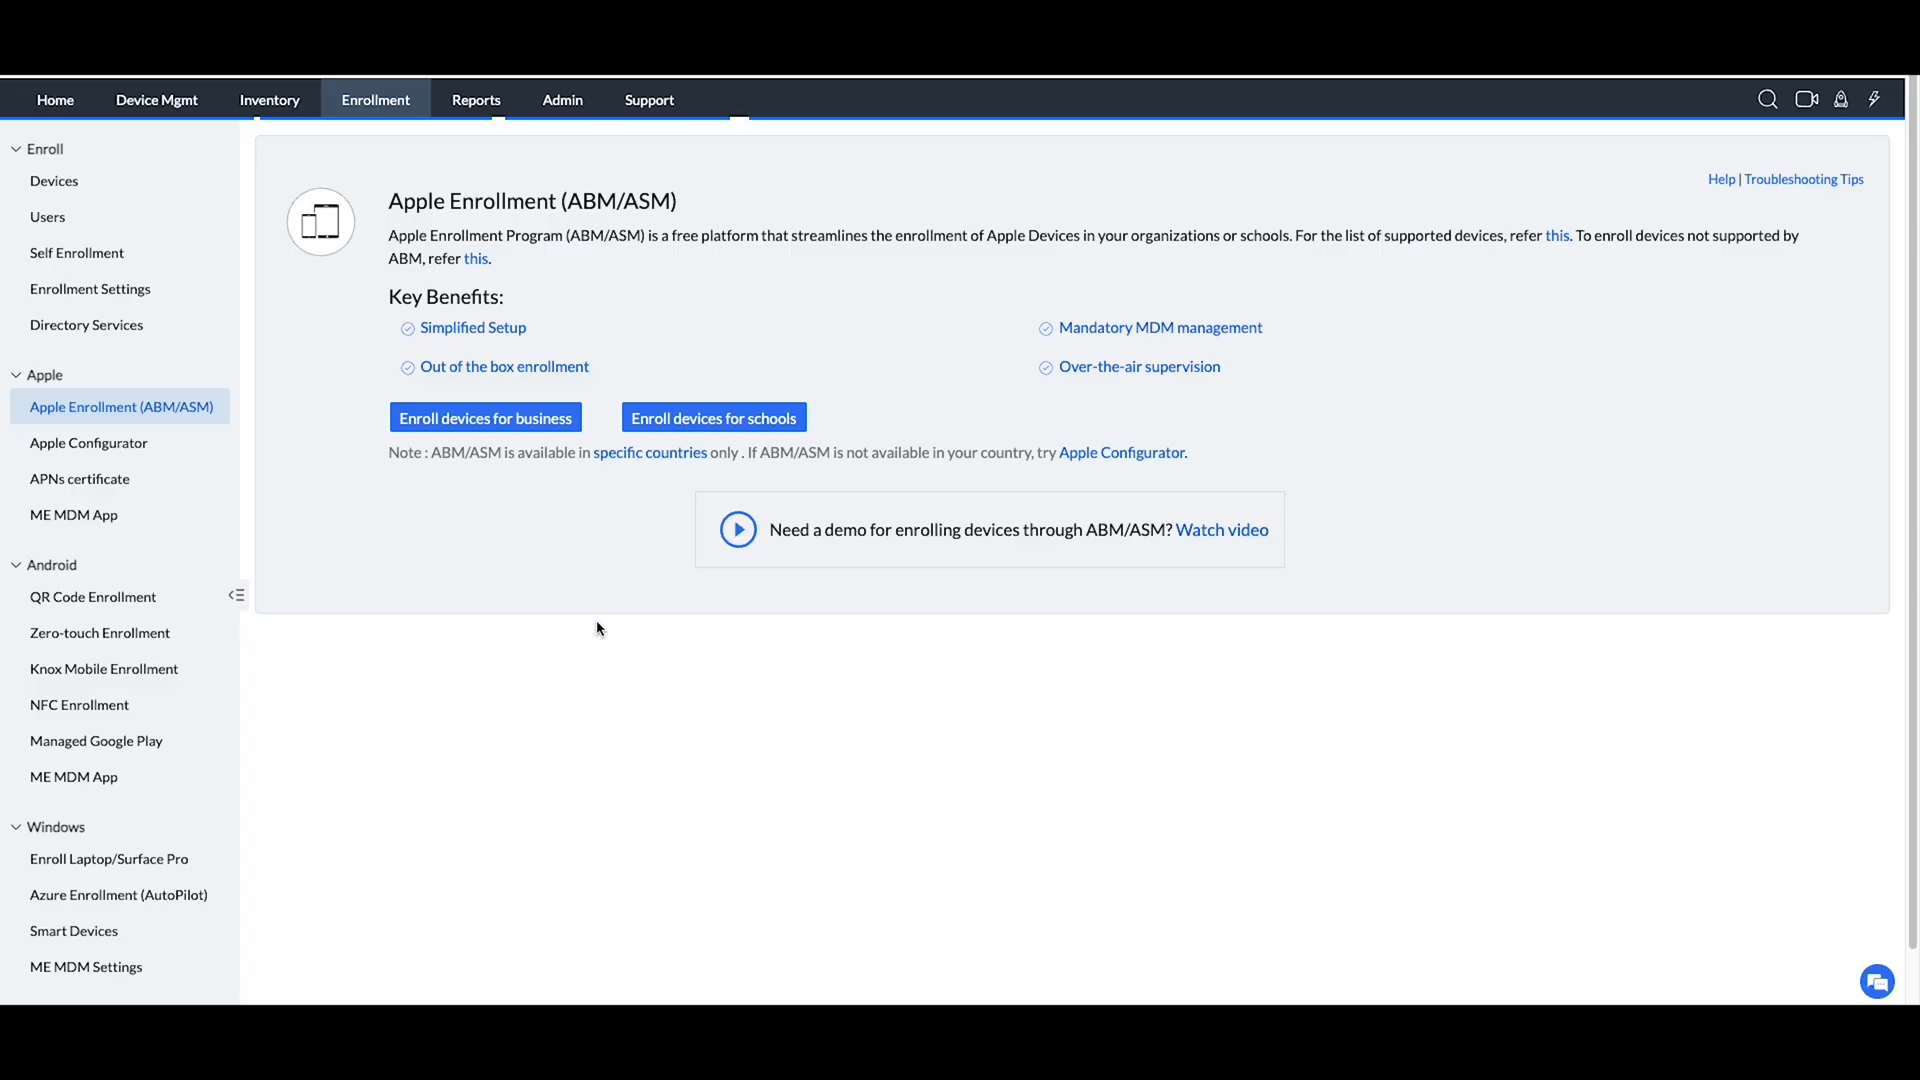 Home Device Mgmt Inventory Enrollment Reports Admin Support
Enroll
Devices
Users
Self Enrollment
Enrollment Settings
Directory Services
Apple
Apple Enrollment (ABM/ASM)
Apple Configurator
APNs certificate
ME MDM App
Android
QR Code Enrollment
Zero-touch Enrollment
Knox Mobile Enrollment
NFC Enrollment
Managed Google Play
ME MDM App
Windows
Enroll Laptop/Surface Pro
Azure Enrollment (AutoPilot)
Smart Devices
ME MDM Settings
Help | Troubleshooting Tips
Apple Enrollment (ABM/ASM)
Apple Enrollment Program (ABM/ASM) is a free platform that streamlines the enrollment of Apple Devices in your organizations or schools. For the list of supported devices, refer this. To enroll devices not supported by
ABM, refer this.
Key Benefits:
Simplified Setup
Mandatory MDM management
Out of the box enrollment
Over-the-air supervision
Enroll devices for business
Enroll devices for schools
Note : ABM/ASM is available in specific countries only . If ABM/ASM is not available in your country, try Apple Configurator.
Need a demo for enrolling devices through ABM/ASM? Watch video